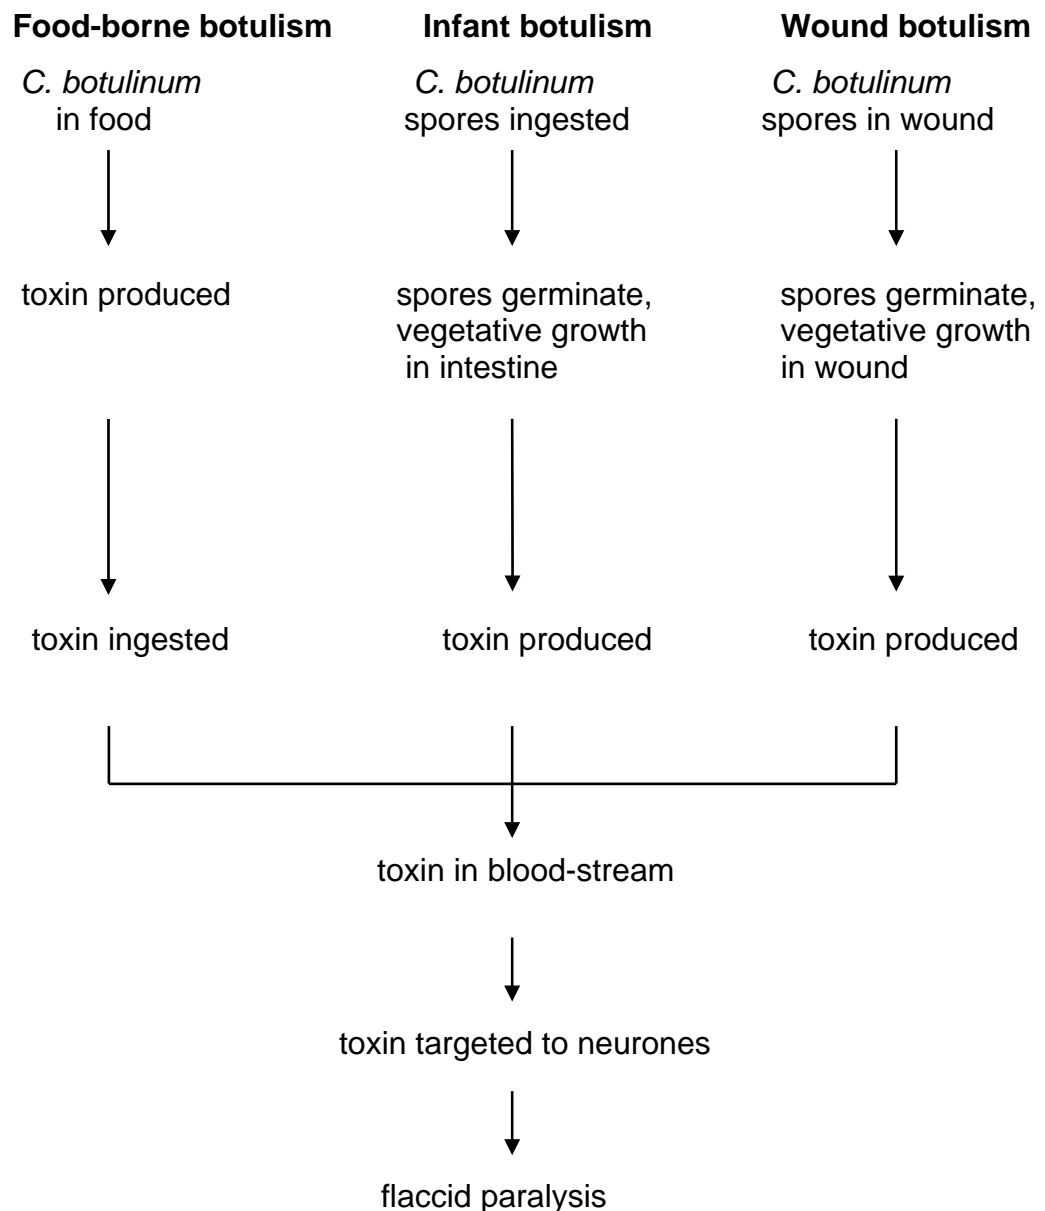 Food-borne botulism
Infant botulism
Wound botulism
C. botulinum
in food
C. botulinum
spores ingested
C. botulinum
spores in wound
toxin produced
spores germinate,
vegetative growth
in intestine
spores germinate,
vegetative growth
in wound
toxin ingested
toxin produced
toxin produced
toxin in blood-stream
toxin targeted to neurones
flaccid paralysis